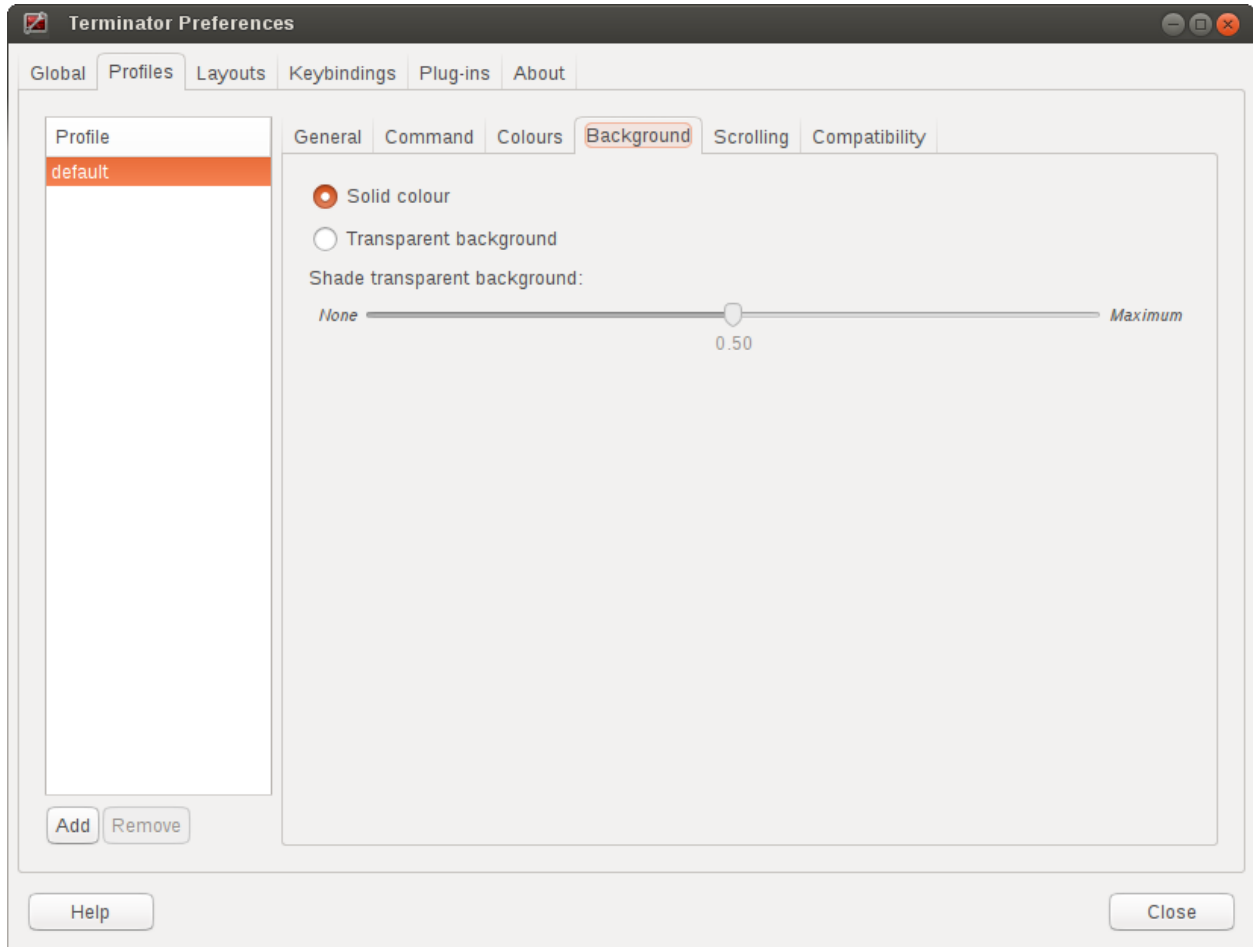 Terminator Preferences
Global Profiles Layouts Keybindings Plug-ins About
Profile
default
General Command Colours Background Scrolling Compatibility
Solid colour
Transparent background
Shade transparent background:
None Maximum
0.50
Add Remove
Help Close